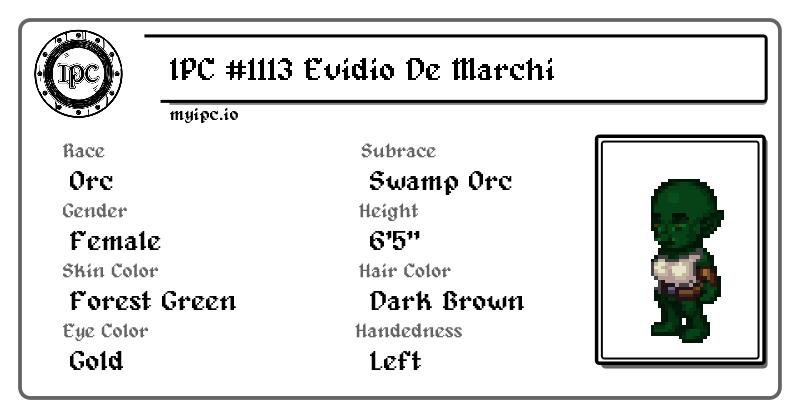 IPC
IPC #1113 Evidio De Marchi
myipc.io
Race
Orc
Subrace
Swamp Orc
Gender
Female
Height
6'5"
Skin Color
Forest Green
Hair Color
Dark Brown
Eye Color
Gold
Handedness
Left